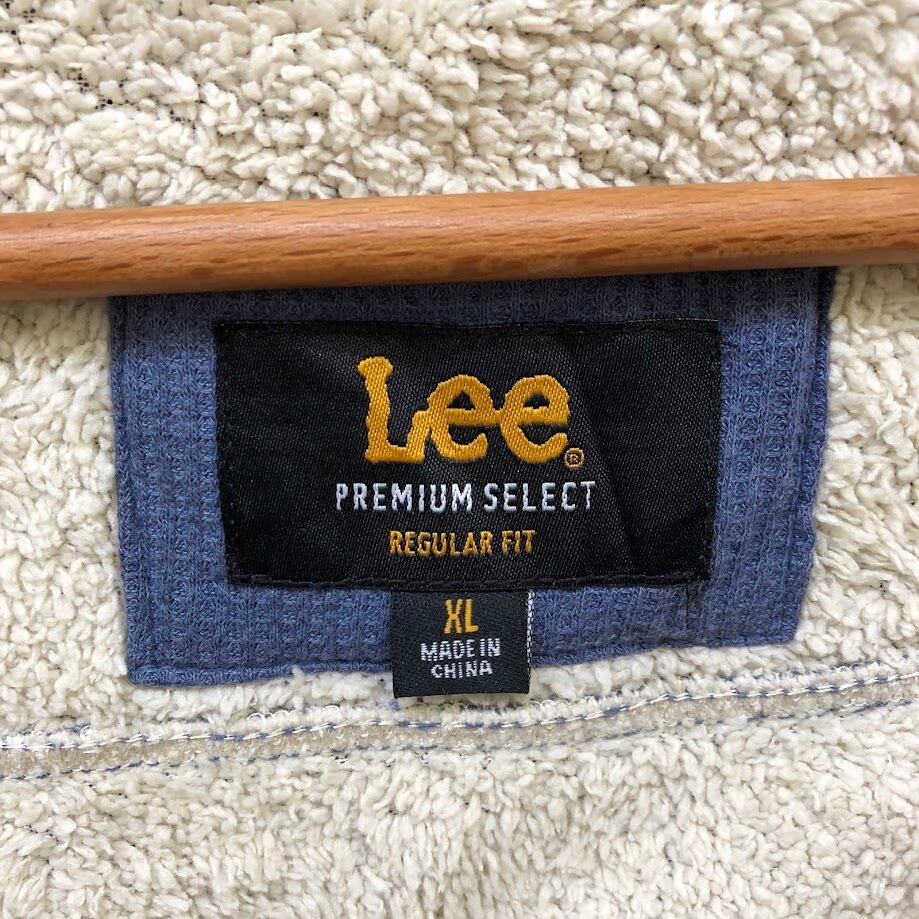 Lee®
PREMIUM SELECT
REGULAR FIT
XL
MADE IN
CHINA